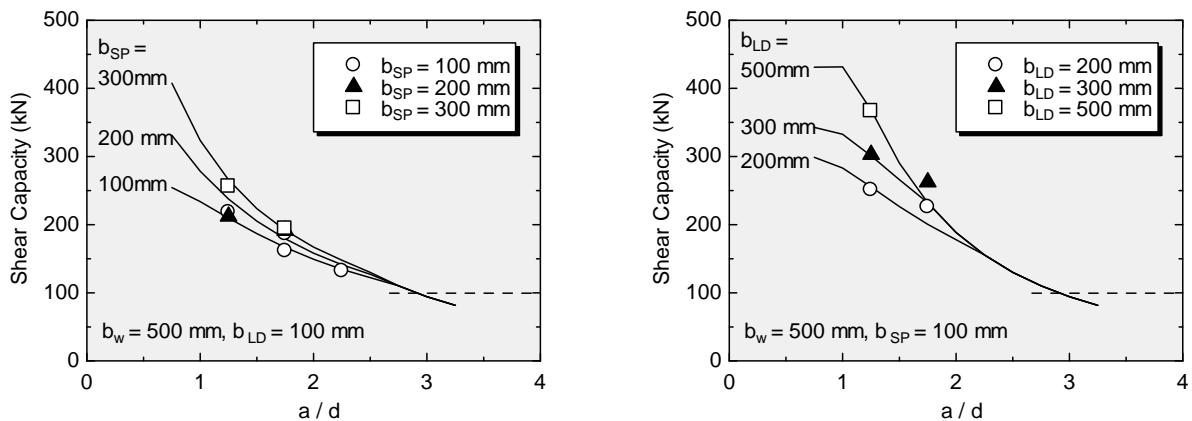 500
400
300
200
100
0
Shear Capacity (kN)
b_SP =
300mm
200 mm
100mm
b_SP = 100 mm
b_SP = 200 mm
b_SP = 300 mm
b_w = 500 mm, b_LD = 100 mm
0 1 2 3 4
a / d
500
400
300
200
100
0
Shear Capacity (kN)
b_LD =
500mm
300 mm
200mm
b_LD = 200 mm
b_LD = 300 mm
b_LD = 500 mm
b_w = 500 mm, b_SP = 100 mm
0 1 2 3 4
a / d